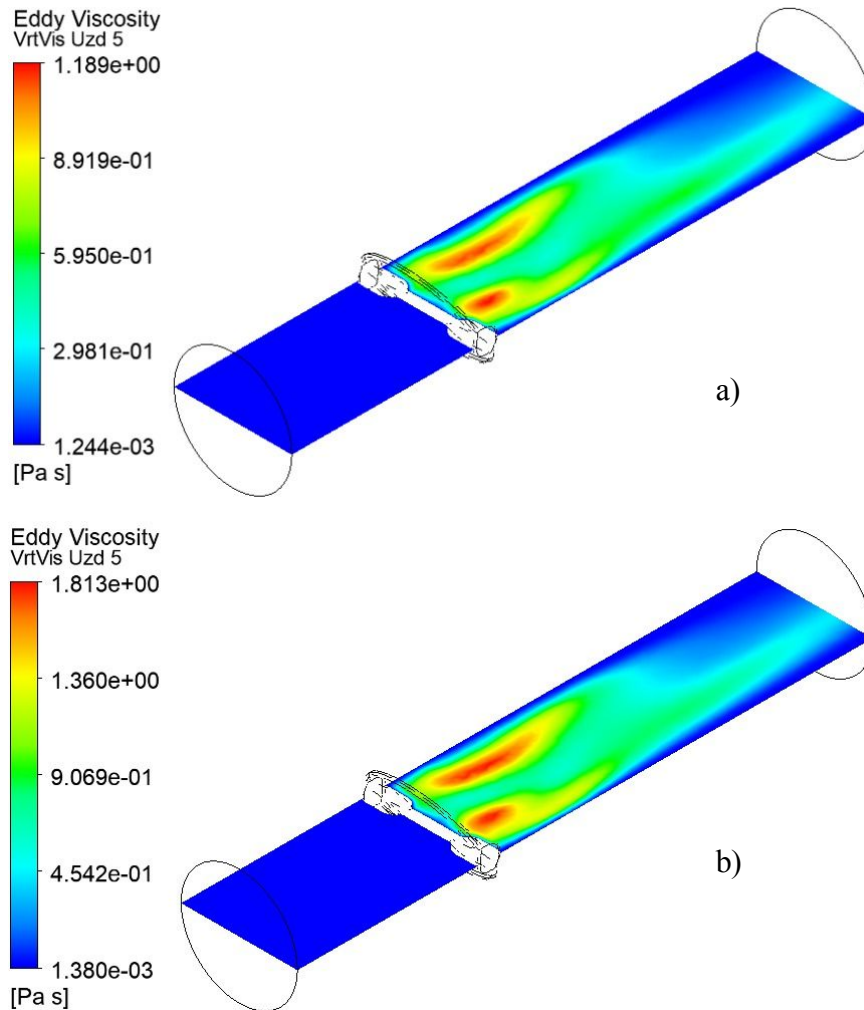 Eddy Viscosity
VrtVis Uzd 5
1.189e+00
8.919e-01
5.950e-01
2.981e-01
1.244e-03
[Pa s]
a)
Eddy Viscosity
VrtVis Uzd 5
1.813e+00
1.360e+00
9.069e-01
4.542e-01
1.380e-03
[Pa s]
b)